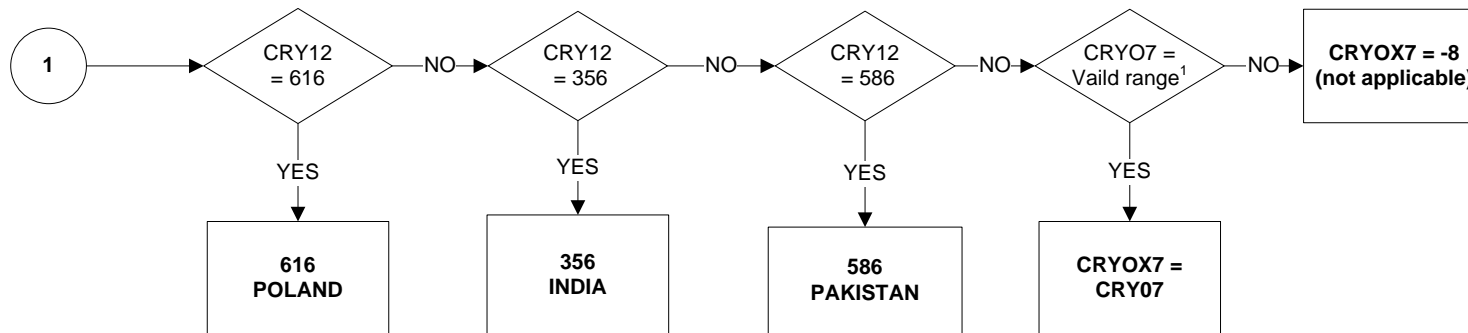 1
CRY12
= 616
NO
CRY12
= 356
NO
CRY12
= 586
NO
CRYO7 =
Vaild range¹
NO
CRYOX7 = -8
(not applicable)
YES
YES
YES
YES
616
POLAND
356
INDIA
586
PAKISTAN
CRYOX7 =
CRY07